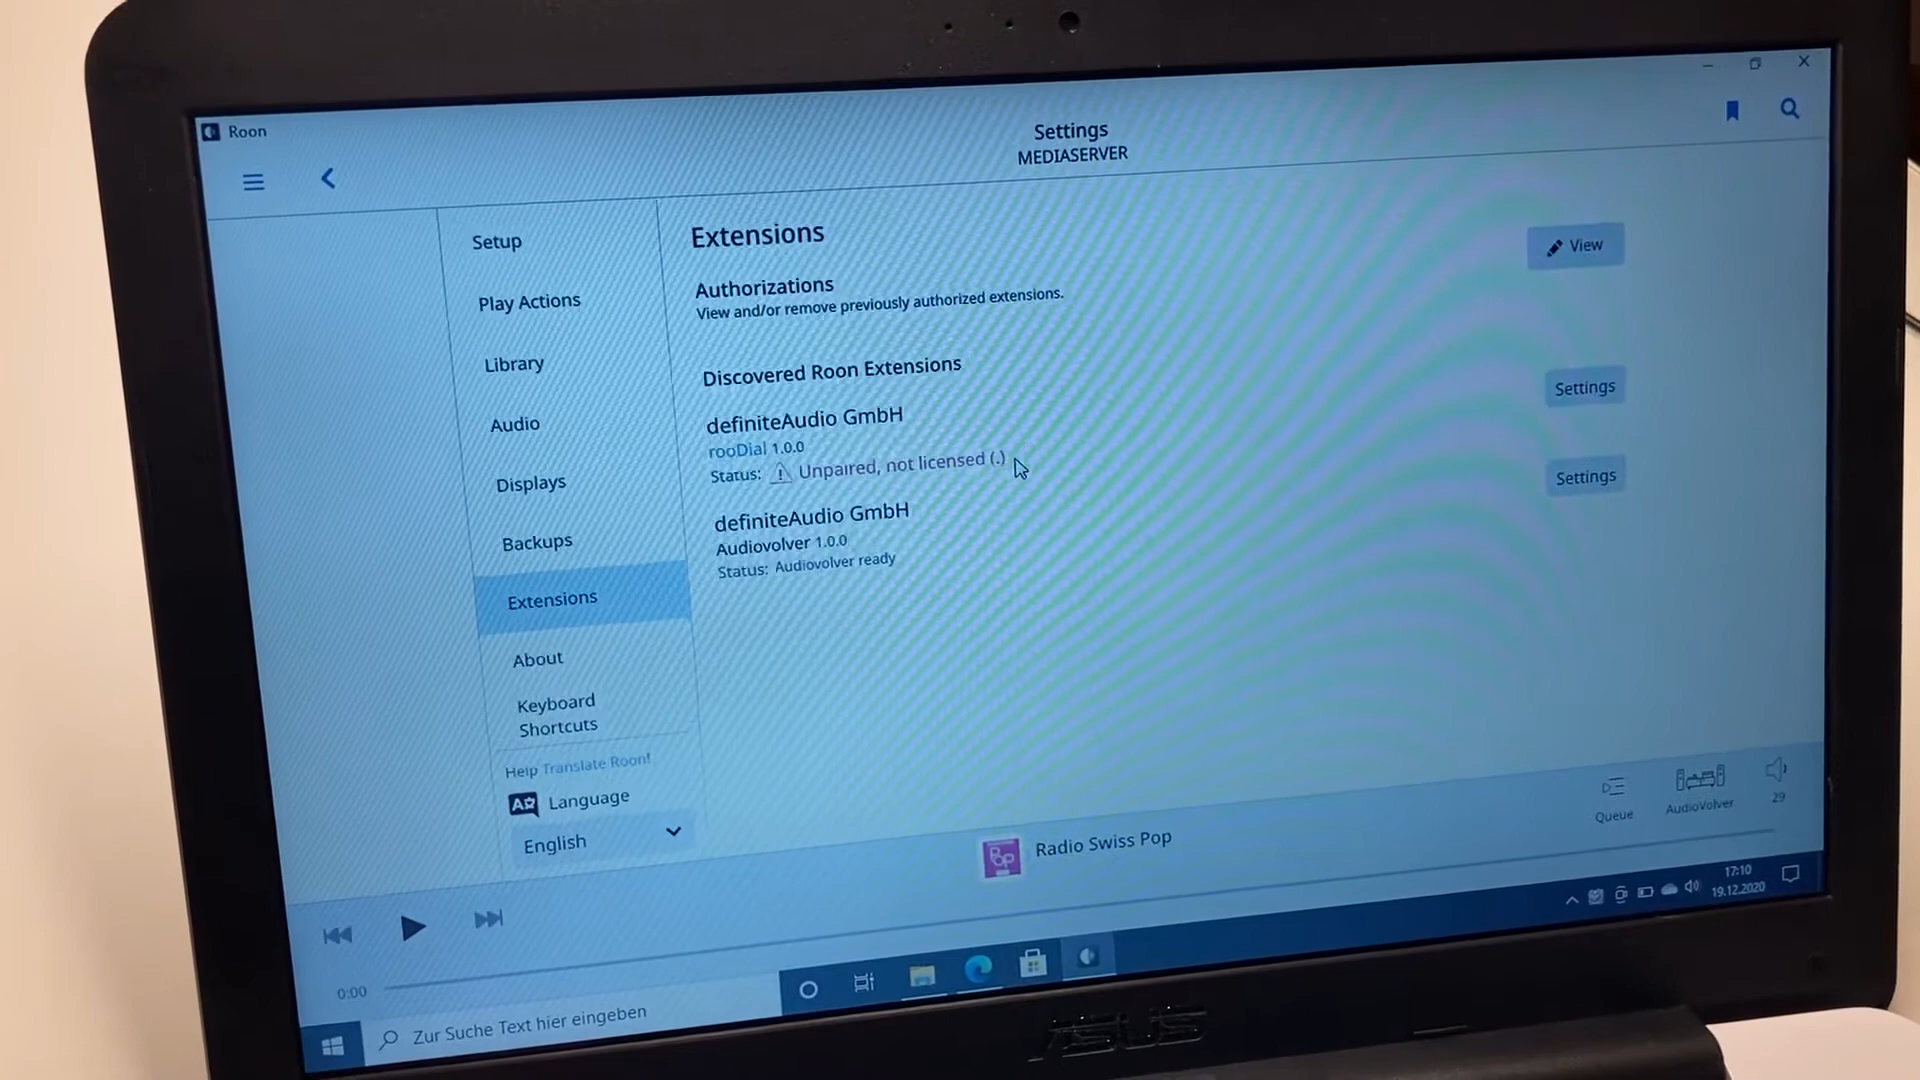 Roon
Settings
MEDIASERVER
Setup
Play Actions
Library
Audio
Displays
Backups
Extensions
About
Keyboard
Shortcuts
Help Translate Roon!
Language
English
Extensions
View
Authorizations
View and/or remove previously authorized extensions.
Discovered Roon Extensions
definiteAudio GmbH
rooDial 1.0.0
Status: Unpaired, not licensed (.)
Settings
definiteAudio GmbH
Audiovolver 1.0.0
Status: Audiovolver ready
Settings
Pop
Radio Swiss Pop
Queue
AudioVolver
29
0:00
Zur Suche Text hier eingeben
17:10
19.12.2020
ASUS